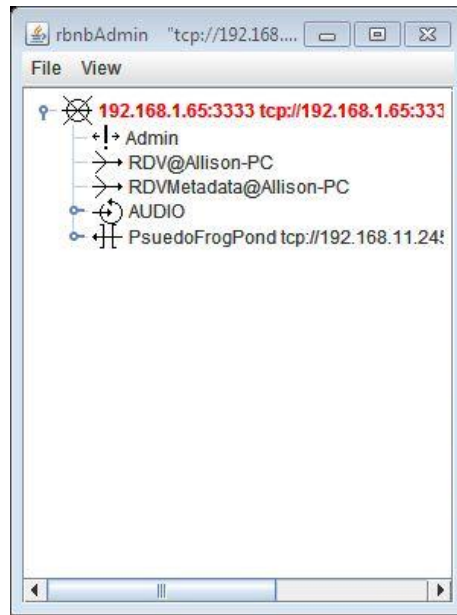 rbnbAdmin "tcp://192.168....
File View
192.168.1.65:3333 tcp://192.168.1.65:333
Admin
RDV@Allison-PC
RDVMetadata@Allison-PC
AUDIO
PsuedoFrogPond tcp://192.168.11.245